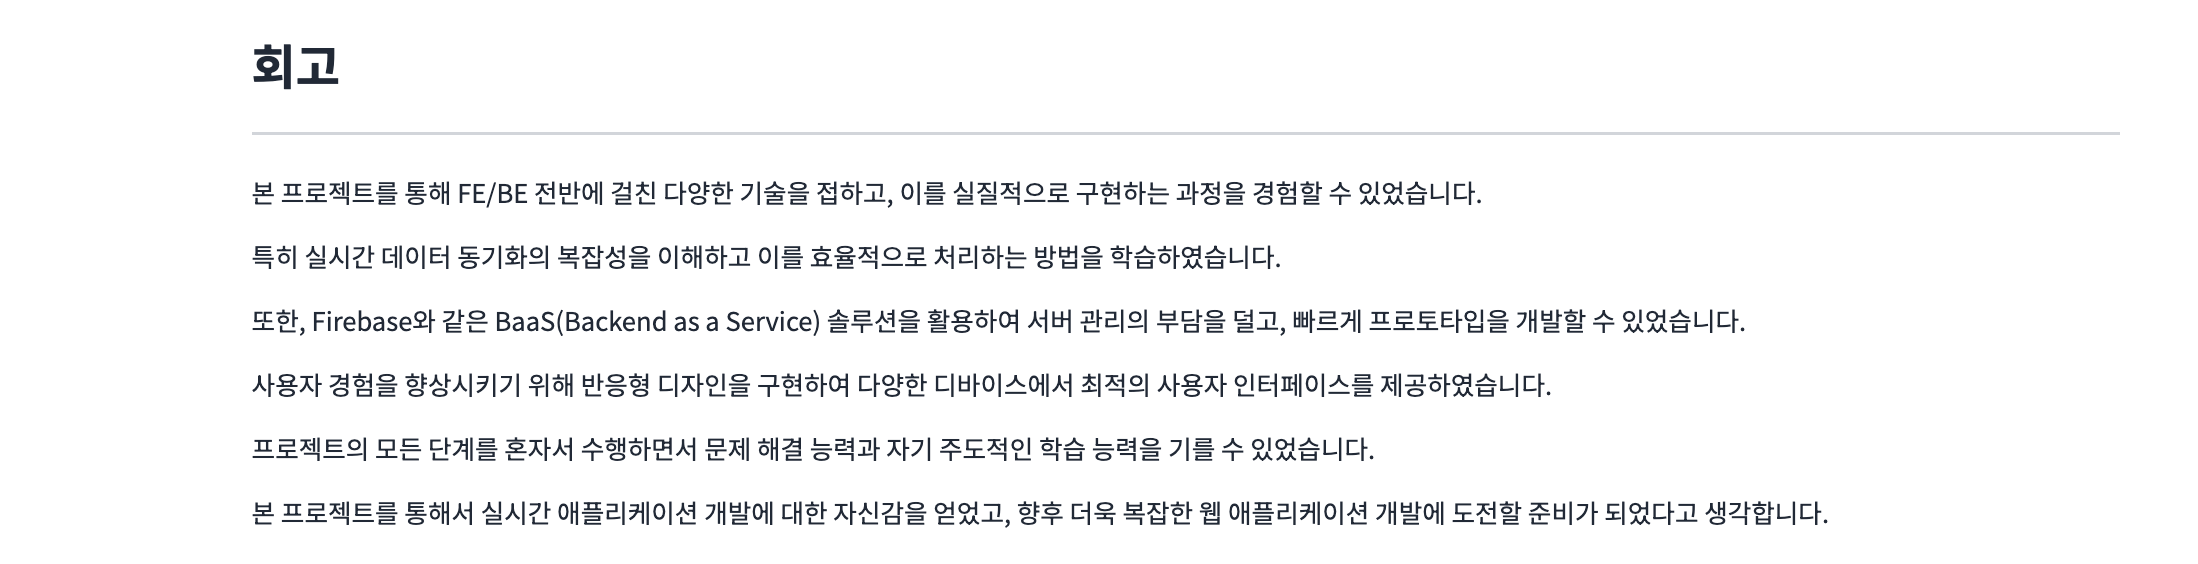 회고
본 프로젝트를 통해 FE/BE 전반에 걸친 다양한 기술을 접하고, 이를 실질적으로 구현하는 과정을 경험할 수 있었습니다.
특히 실시간 데이터 동기화의 복잡성을 이해하고 이를 효율적으로 처리하는 방법을 학습하였습니다.
또한, Firebase와 같은 BaaS(Backend as a Service) 솔루션을 활용하여 서버 관리의 부담을 덜고, 빠르게 프로토타입을 개발할 수 있었습니다.
사용자 경험을 향상시키기 위해 반응형 디자인을 구현하여 다양한 디바이스에서 최적의 사용자 인터페이스를 제공하였습니다.
프로젝트의 모든 단계를 혼자서 수행하면서 문제 해결 능력과 자기 주도적인 학습 능력을 기를 수 있었습니다.
본 프로젝트를 통해서 실시간 애플리케이션 개발에 대한 자신감을 얻었고, 향후 더욱 복잡한 웹 애플리케이션 개발에 도전할 준비가 되었다고 생각합니다.